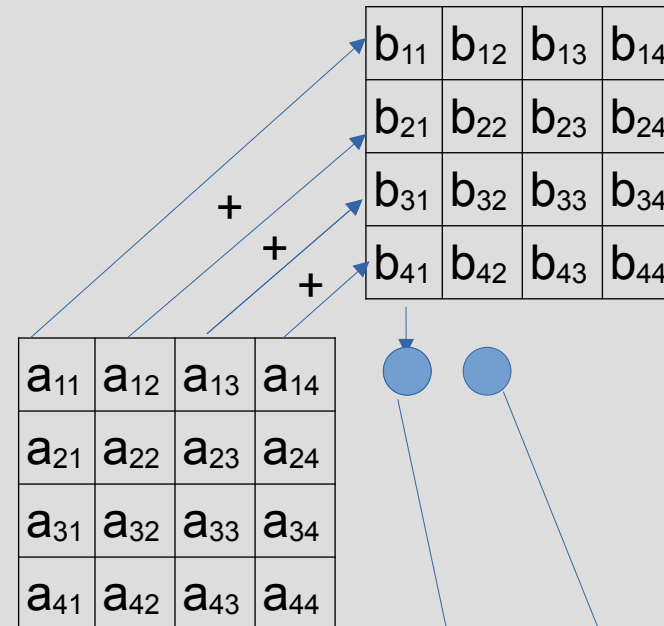 b₁₁ b₁₂ b₁₃ b₁₄
b₂₁ b₂₂ b₂₃ b₂₄
+
b₃₁ b₃₂ b₃₃ b₃₄
+
b₄₁ b₄₂ b₄₃ b₄₄
+
a₁₁ a₁₂ a₁₃ a₁₄
a₂₁ a₂₂ a₂₃ a₂₄
a₃₁ a₃₂ a₃₃ a₃₄
a₄₁ a₄₂ a₄₃ a₄₄